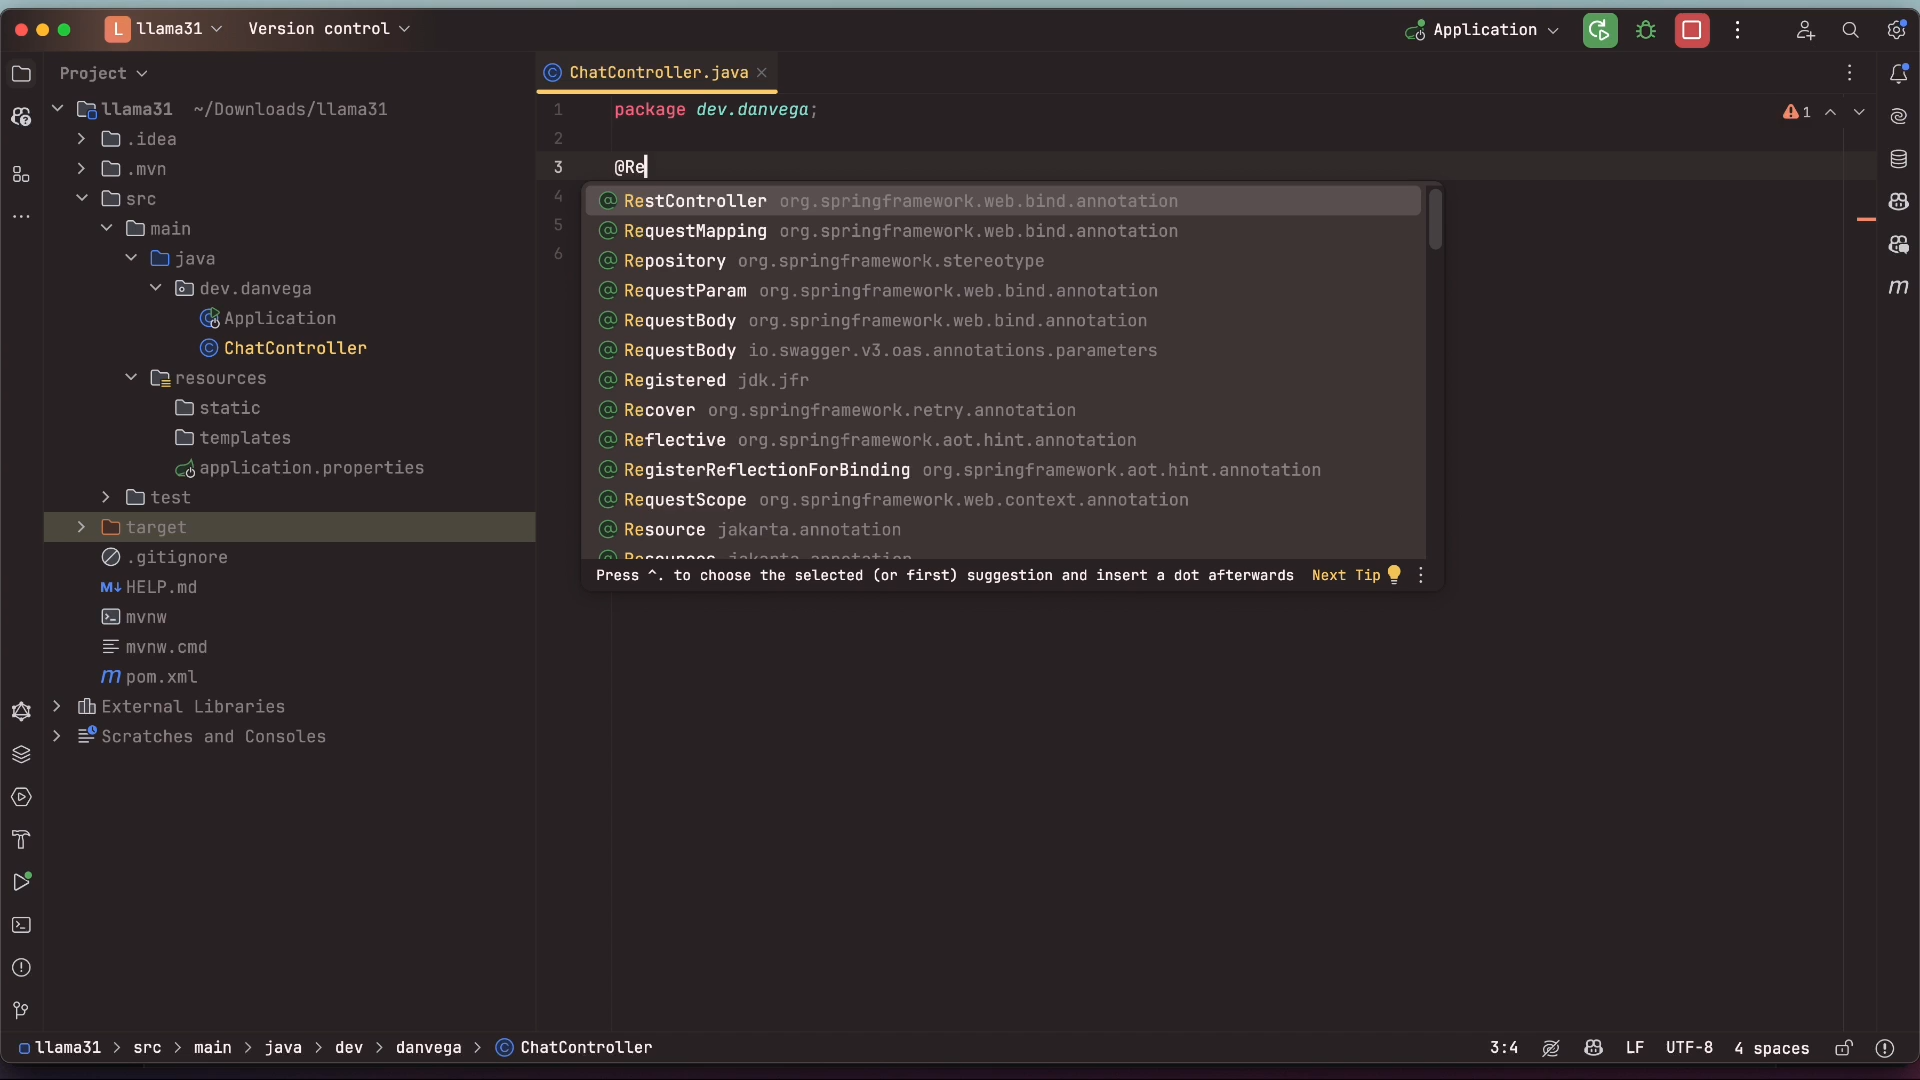 L llama31 Version control Application
Project
llama31 ~/Downloads/llama31
.idea
.mvn
src
main
java
dev.danvega
Application
ChatController
resources
static
templates
application.properties
test
target
.gitignore
M↓ HELP.md
mvnw
mvnw.cmd
m pom.xml
External Libraries
Scratches and Consoles
C ChatController.java
1 package dev.danvega;
2
3 @Re
4
5
6
1
@ RestController org.springframework.web.bind.annotation
@ RequestMapping org.springframework.web.bind.annotation
@ Repository org.springframework.stereotype
@ RequestParam org.springframework.web.bind.annotation
@ RequestBody org.springframework.web.bind.annotation
@ RequestBody io.swagger.v3.oas.annotations.parameters
@ Registered jdk.jfr
@ Recover org.springframework.retry.annotation
@ Reflective org.springframework.aot.hint.annotation
@ RegisterReflectionForBinding org.springframework.aot.hint.annotation
@ RequestScope org.springframework.web.context.annotation
@ Resource jakarta.annotation
@ Resources jakarta.annotation
Press ^. to choose the selected (or first) suggestion and insert a dot afterwards Next Tip
m
llama31 > src > main > java > dev > danvega > C ChatController
3:4 LF UTF-8 4 spaces